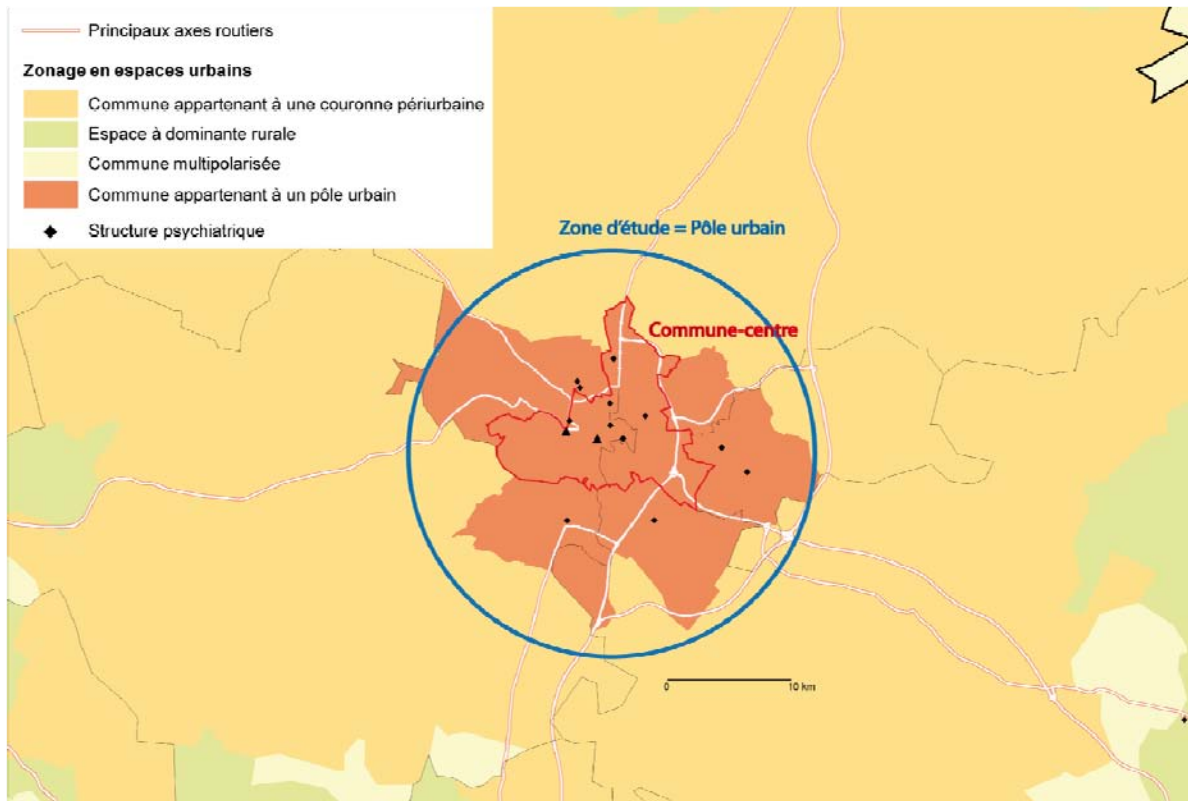 Principaux axes routiers
Zonage en espaces urbains
Commune appartenant à une couronne périurbaine
Espace à dominante rurale
Commune multipolarisée
Commune appartenant à un pôle urbain
Structure psychiatrique
Zone d'étude = Pôle urbain
Commune-centre
0 10 km